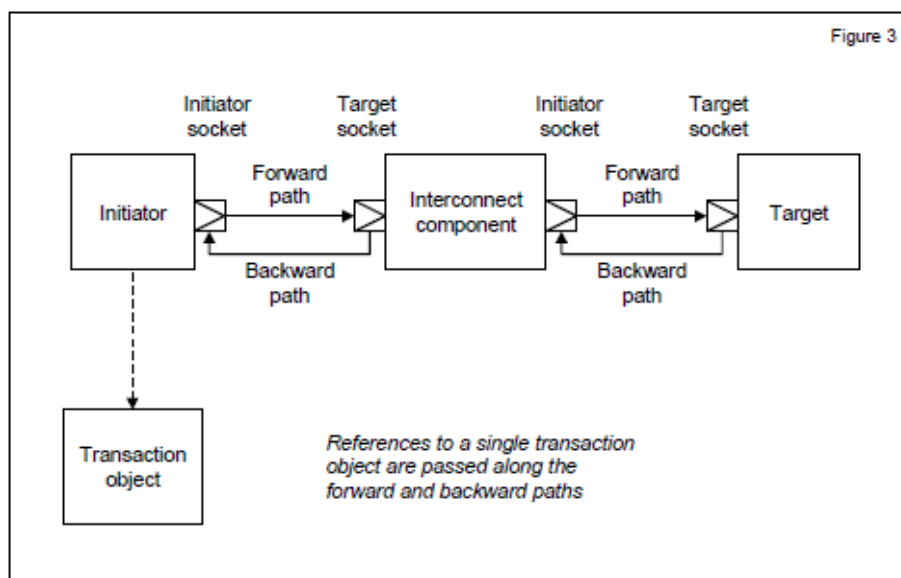 Figure 3
Initiator
socket
Target
socket
Initiator
socket
Target
socket
Initiator
Forward
path
Interconnect
component
Forward
path
Target
Backward
path
Backward
path
Transaction
object
References to a single transaction
object are passed along the
forward and backward paths